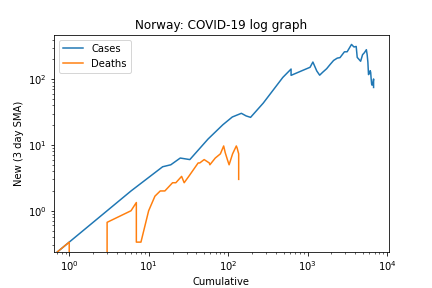 Norway: COVID-19 log graph
Cases
Deaths
New (3 day SMA)
10²
10¹
10⁰
10⁰ 10¹ 10² 10³ 10⁴
Cumulative